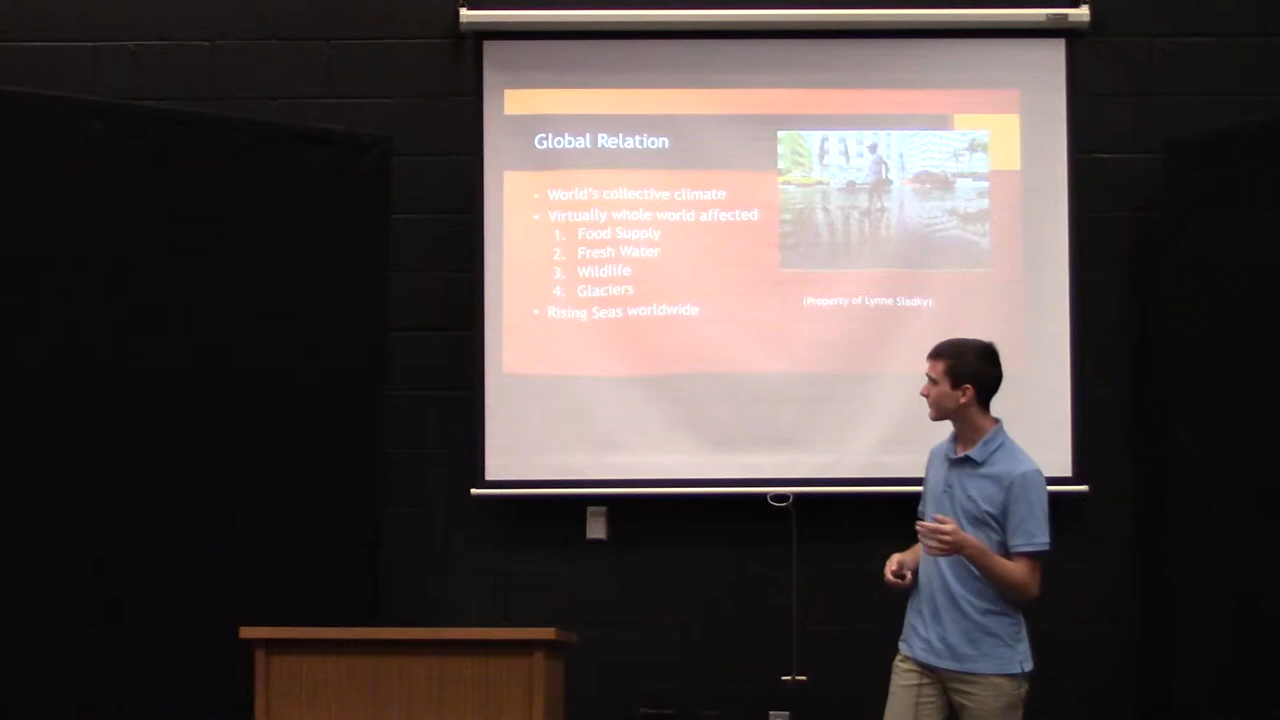 Global Relation
• World's collective climate
• Virtually whole world affected
1. Food Supply
2. Fresh Water
3. Wildlife
4. Glaciers
• Rising Seas worldwide
(Property of Lynne Sladky)